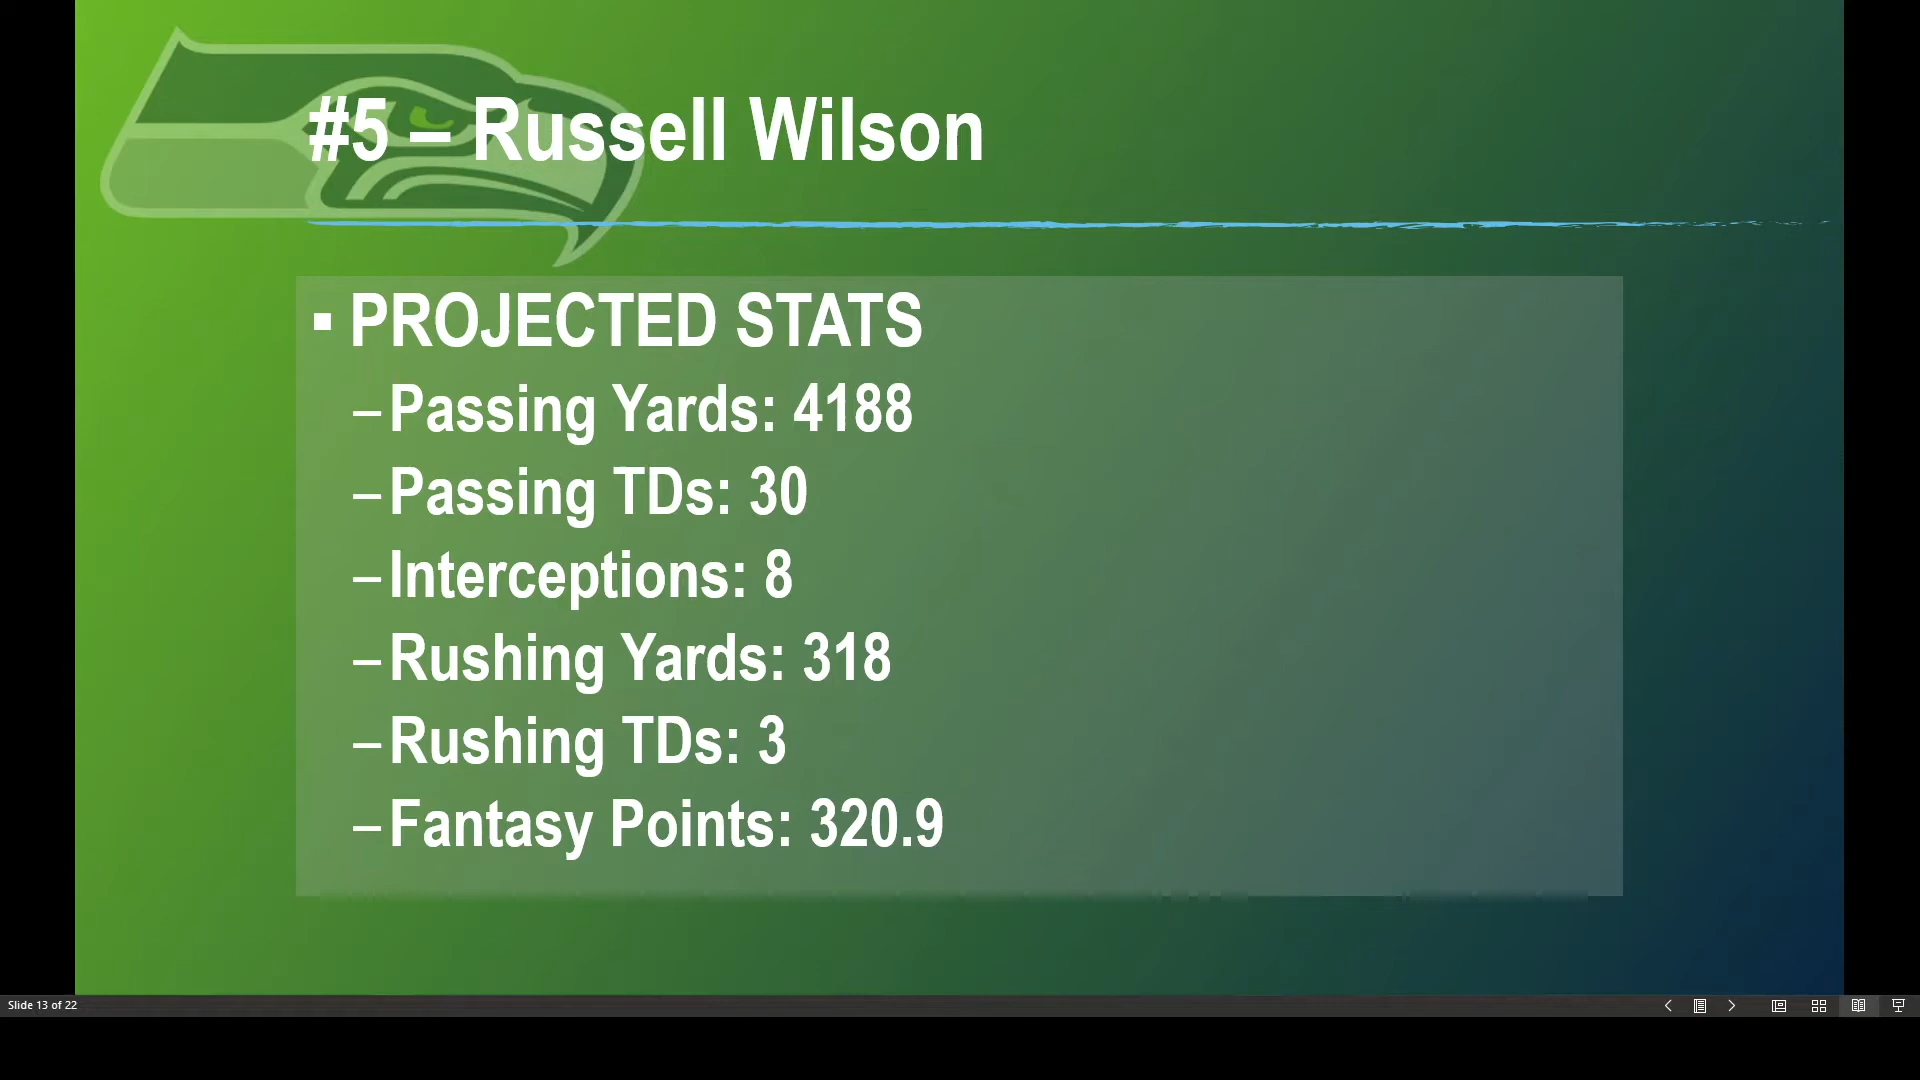 #5 – Russell Wilson
▪ PROJECTED STATS
–Passing Yards: 4188
–Passing TDs: 30
–Interceptions: 8
–Rushing Yards: 318
–Rushing TDs: 3
–Fantasy Points: 320.9
Slide 13 of 22